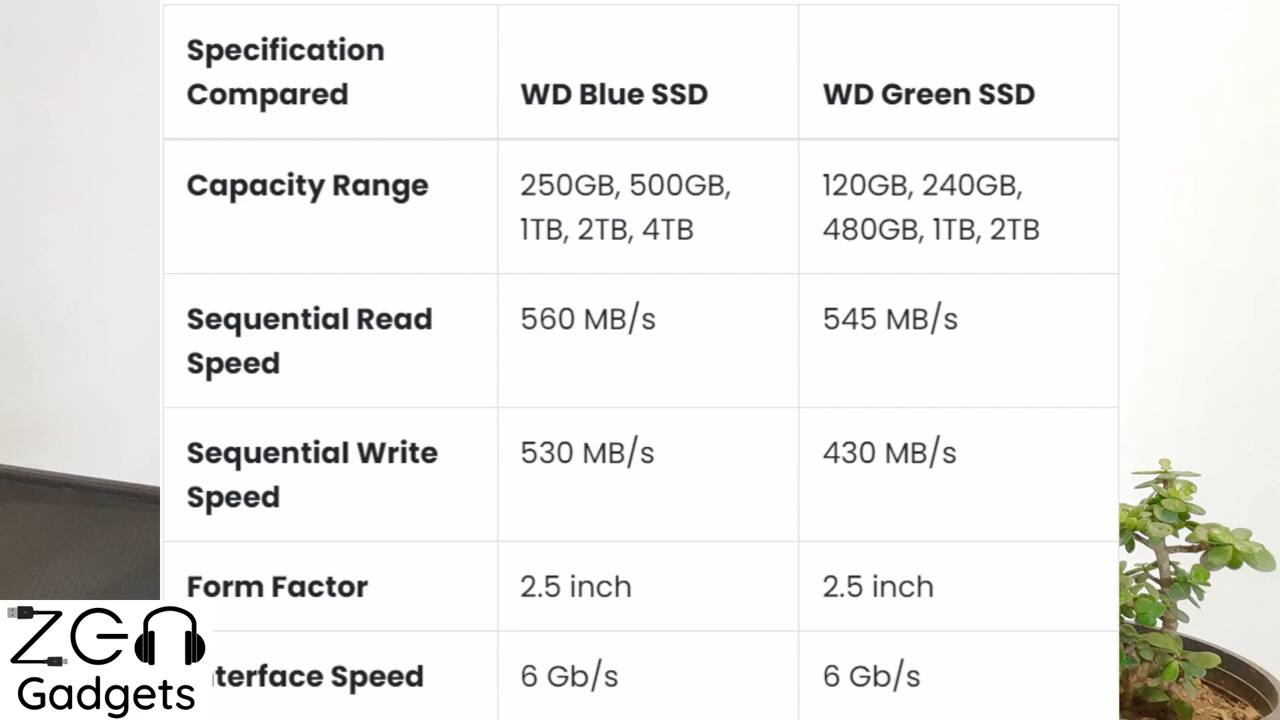 Specification
Compared
WD Blue SSD
WD Green SSD
Capacity Range
250GB, 500GB,
1TB, 2TB, 4TB
120GB, 240GB,
480GB, 1TB, 2TB
Sequential Read
Speed
560 MB/s
545 MB/s
Sequential Write
Speed
530 MB/s
430 MB/s
Form Factor
2.5 inch
2.5 inch
terface Speed
6 Gb/s
6 Gb/s
ZGN
Gadgets